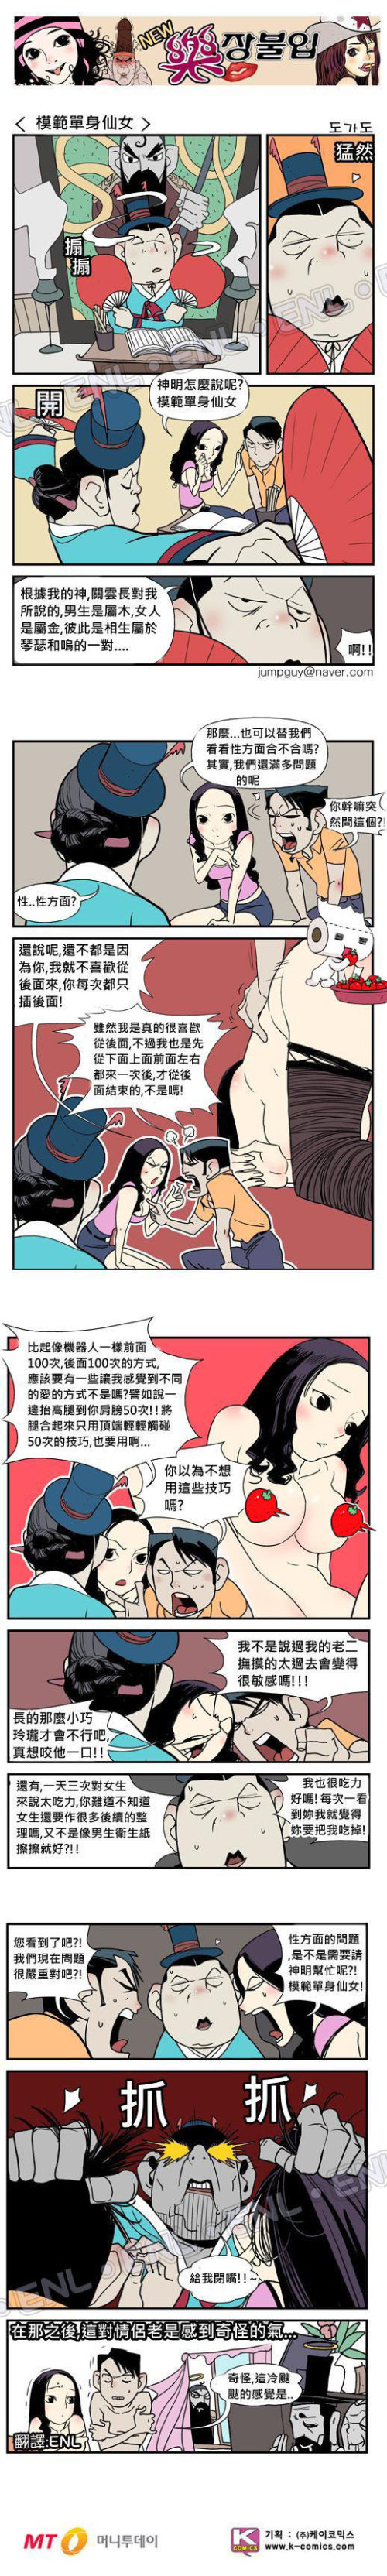 NEW 樂장불입
< 模範單身仙女 >
도가도
搧
搧
猛然
開
神明怎麼說呢?
模範單身仙女
根據我的神,關雲長對我
所說的,男生是屬木,女人
是屬金,彼此是相生屬於
琴瑟和鳴的一對....
啊!!
jumpguy@naver.com
那麼...也可以替我們
看看性方面合不合嗎?
其實,我們還滿多問題
的呢
你幹嘛突
然問這個?!
性..性方面?
還說呢,還不都是因
為你,我就不喜歡從
後面來,你每次都只
插後面!
雖然我是真的很喜歡
從後面,不過我也是先
從下面上面前面左右
都來一次後,才從後
面結束的,不是嗎!
比起像機器人一樣前面
100次,後面100次的方式,
應該要有一些讓我感覺到不同
的愛的方式不是嗎?譬如說一
邊抬高腿到你肩膀50次!!將
腿合起來只用頂端輕輕觸碰
50次的技巧,也要用啊...
你以為不想
用這些技巧
嗎?
我不是說過我的老二
撫摸的太過去會變得
很敏感嗎!!!
長的那麼小巧
玲瓏才會不行吧,
真想咬他一口!!
還有,一天三次對女生
來說太吃力,你難道不知道
女生還要作很多後續的整
理嗎,又不是像男生衛生紙
擦擦就好?!!
我也很吃力
好嗎!每次一看
到妳我就覺得
妳要把我吃掉!
您看到了吧?!
我們現在問題
很嚴重對吧?!
性方面的問題
,是不是需要請
神明幫忙呢?!
模範單身仙女!
抓
抓
給我閉嘴!!~
在那之後,這對情侶老是感到奇怪的氣...
奇怪,這冷颼
颼的感覺是..
翻譯:ENL
MT 머니투데이
K COMICS
기획 : (주)케이코믹스
www.k-comics.com